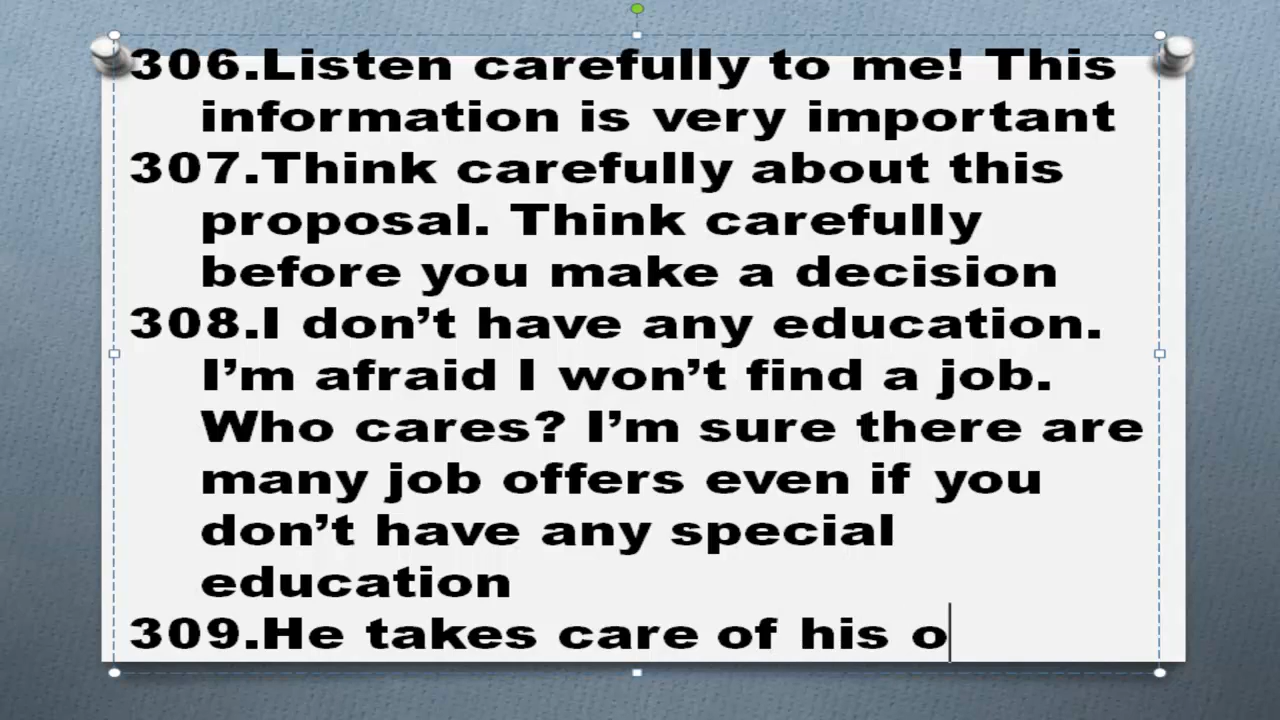 306.Listen carefully to me! This
information is very important
307.Think carefully about this
proposal. Think carefully
before you make a decision
308.I don’t have any education.
I’m afraid I won’t find a job.
Who cares? I’m sure there are
many job offers even if you
don’t have any special
education
309.He takes care of his o